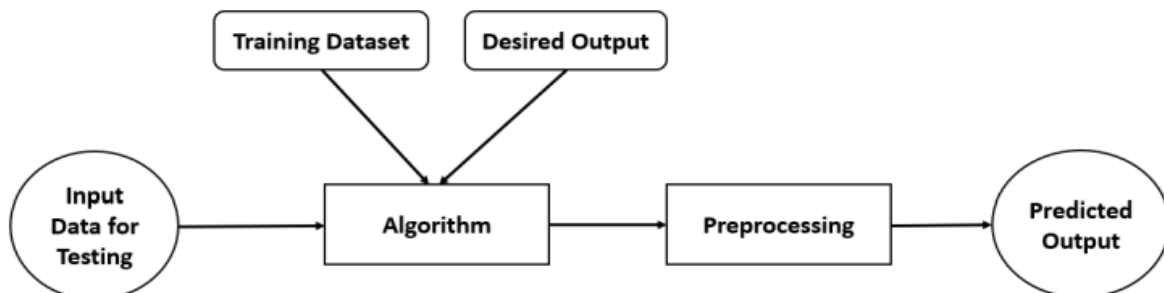 Training Dataset
Desired Output
Input
Data for
Testing
Algorithm
Preprocessing
Predicted
Output